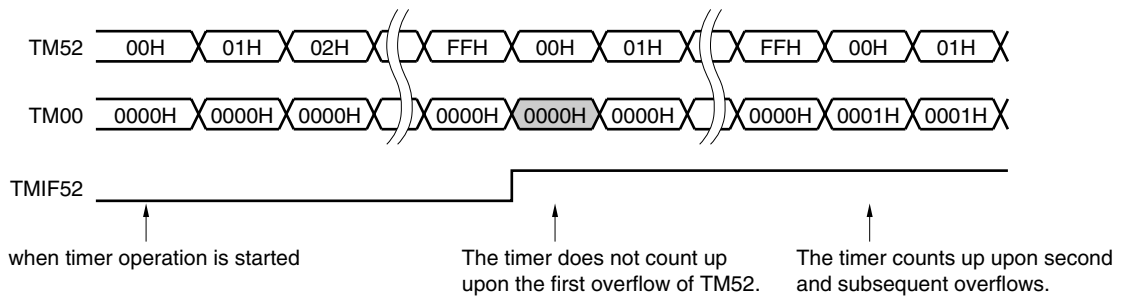 TM52 00H 01H 02H FFH 00H 01H FFH 00H 01H
TM00 0000H 0000H 0000H 0000H 0000H 0000H 0000H 0001H 0001H
TMIF52
when timer operation is started
The timer does not count up
upon the first overflow of TM52.
The timer counts up upon second
and subsequent overflows.